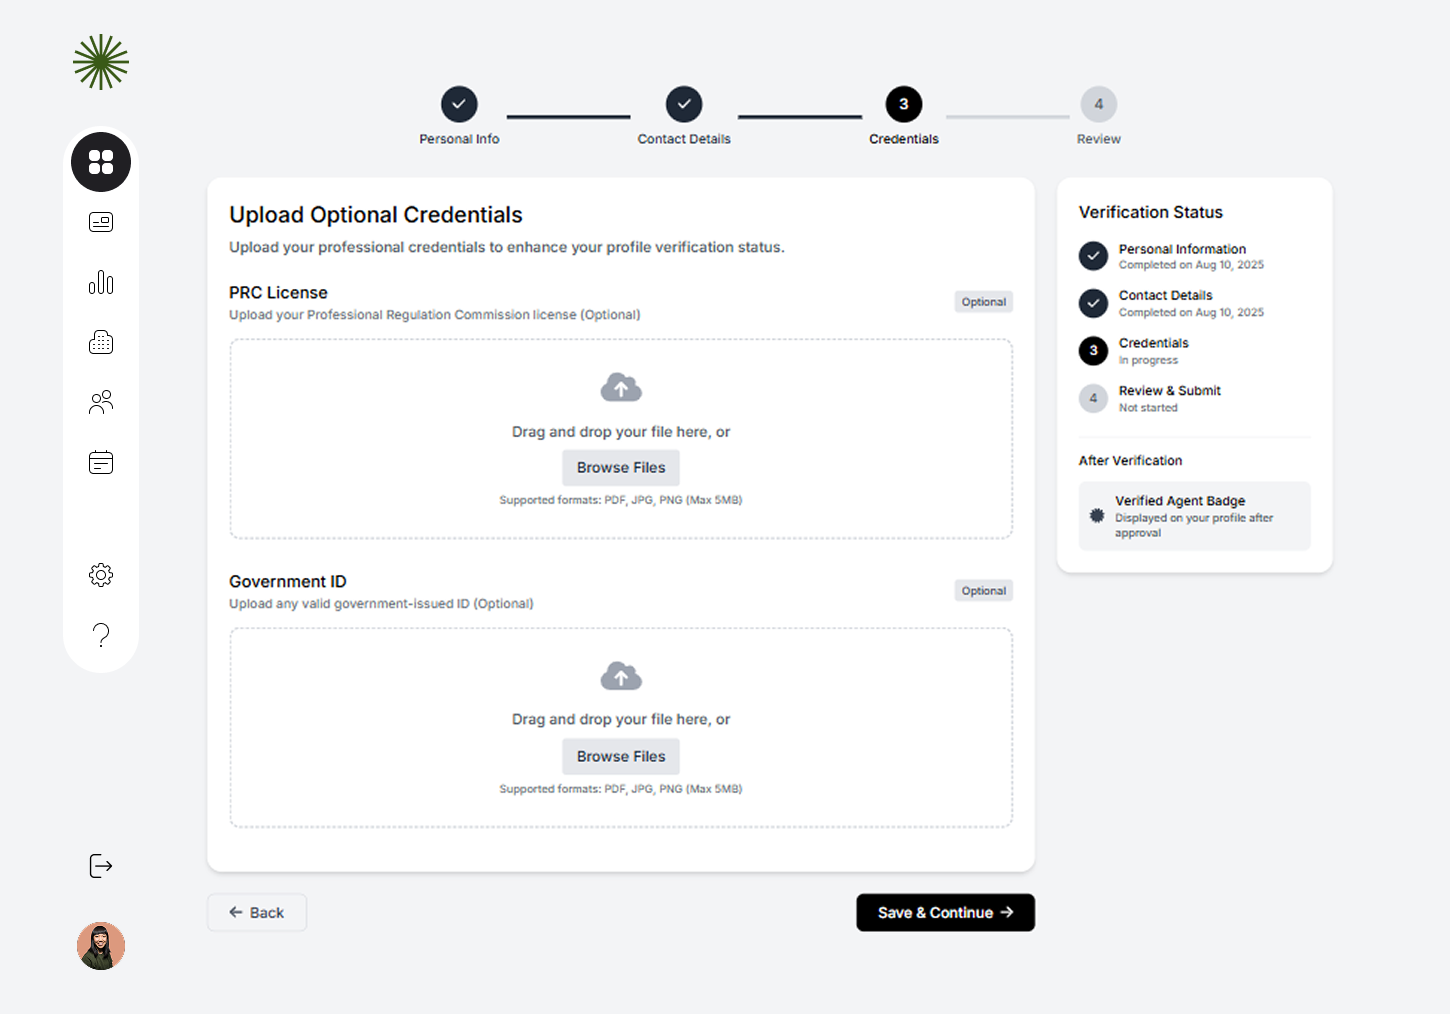 Personal Info
Contact Details
3
Credentials
4
Review
Upload Optional Credentials
Upload your professional credentials to enhance your profile verification status.
PRC License
Upload your Professional Regulation Commission license (Optional)
Optional
Drag and drop your file here, or
Browse Files
Supported formats: PDF, JPG, PNG (Max 5MB)
Government ID
Upload any valid government-issued ID (Optional)
Optional
Drag and drop your file here, or
Browse Files
Supported formats: PDF, JPG, PNG (Max 5MB)
Back
Save & Continue
Verification Status
Personal Information
Completed on Aug 10, 2025
Contact Details
Completed on Aug 10, 2025
3
Credentials
In progress
4
Review & Submit
Not started
After Verification
Verified Agent Badge
Displayed on your profile after
approval